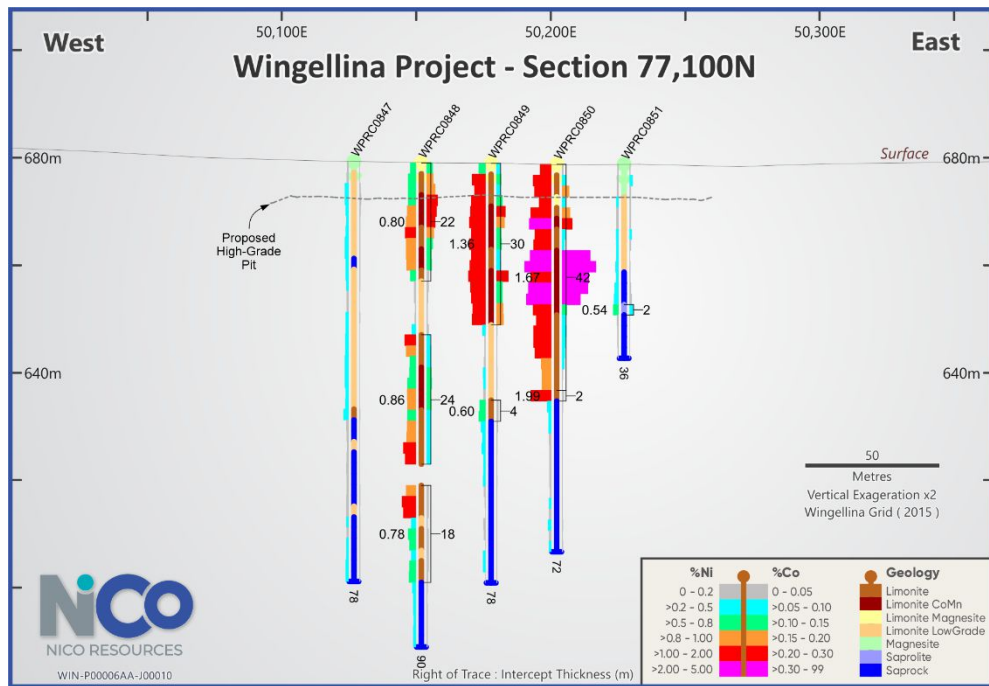 50,100E
50,200E
50,300E
West
East
Wingellina Project - Section 77,100N
WPRC0847
WPRC0848
WPRC0849
WPRC0850
WPRC0851
680m
680m
Surface
Proposed
High-Grade
Pit
0.80
22
1.36
30
1.67
42
0.54
2
640m
640m
36
0.86
24
0.60
4
1.99
2
0.78
18
72
78
78
90
50
Metres
Vertical Exageration x2
Wingellina Grid ( 2015 )
NiCo
NICO RESOURCES
WIN-P00006AA-J00010
Right of Trace : Intercept Thickness (m)
%Ni %Co Geology
0 - 0.2 0 - 0.05 Limonite
>0.2 - 0.5 >0.05 - 0.10 Limonite CoMn
>0.5 - 0.8 >0.10 - 0.15 Limonite Magnesite
>0.8 - 1.00 >0.15 - 0.20 Limonite LowGrade
>1.00 - 2.00 >0.20 - 0.30 Magnesite
>2.00 - 5.00 >0.30 - 99 Saprolite
Saprock